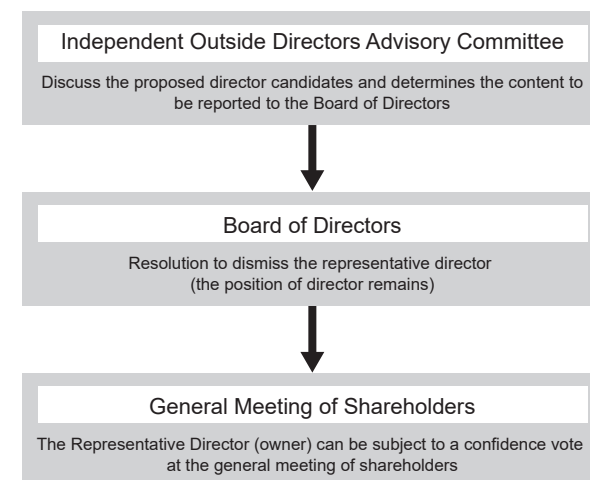 Independent Outside Directors Advisory Committee
Discuss the proposed director candidates and determines the content to
be reported to the Board of Directors
Board of Directors
Resolution to dismiss the representative director
(the position of director remains)
General Meeting of Shareholders
The Representative Director (owner) can be subject to a confidence vote
at the general meeting of shareholders